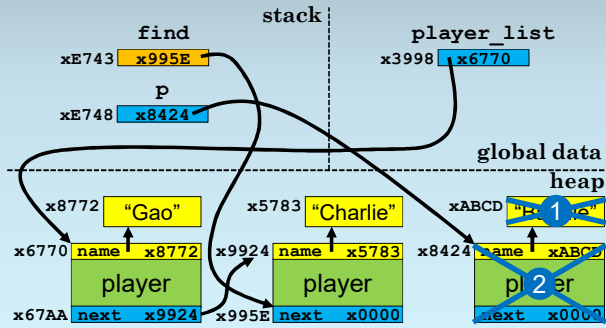 find
stack
player_list
xE743
x995E
x3998
x6770
p
xE748
x8424
global data
heap
x8772
"Gao"
x5783
"Charlie"
xABCD
1
x6770
name x8772
x9924
name x5783
x8424
name xABCD
player
player
player
2
x67AA
next x9924
x995E
next x0000
next x0000